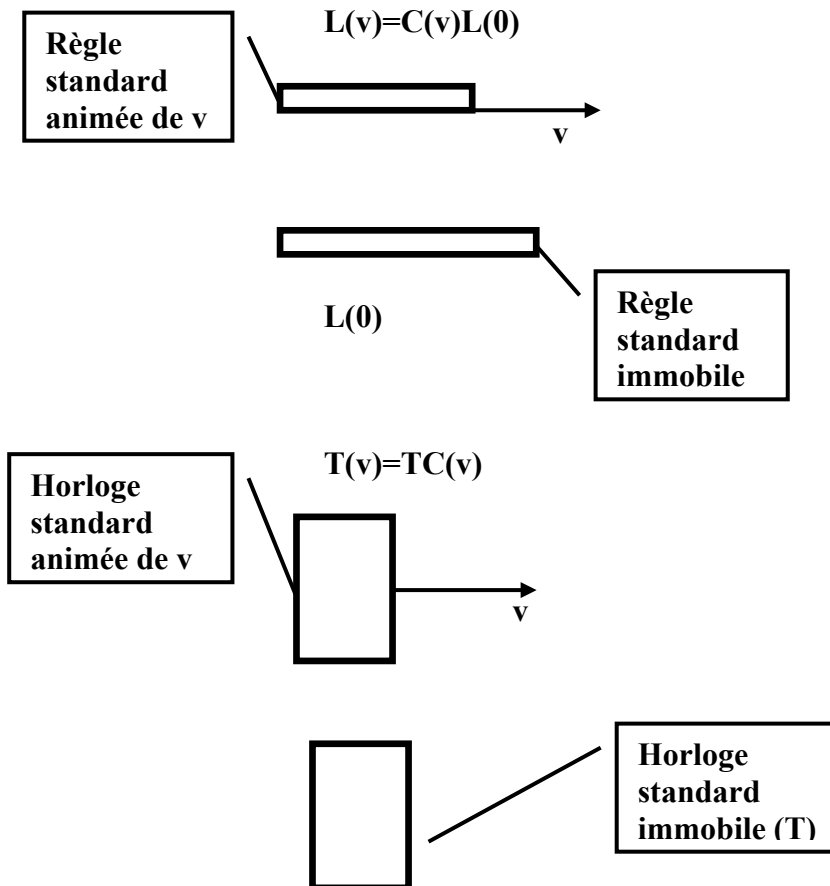 L(v)=C(v)L(0)
Règle
standard
animée de v
v
L(0)
Règle
standard
immobile
T(v)=TC(v)
Horloge
standard
animée de v
v
Horloge
standard
immobile (T)